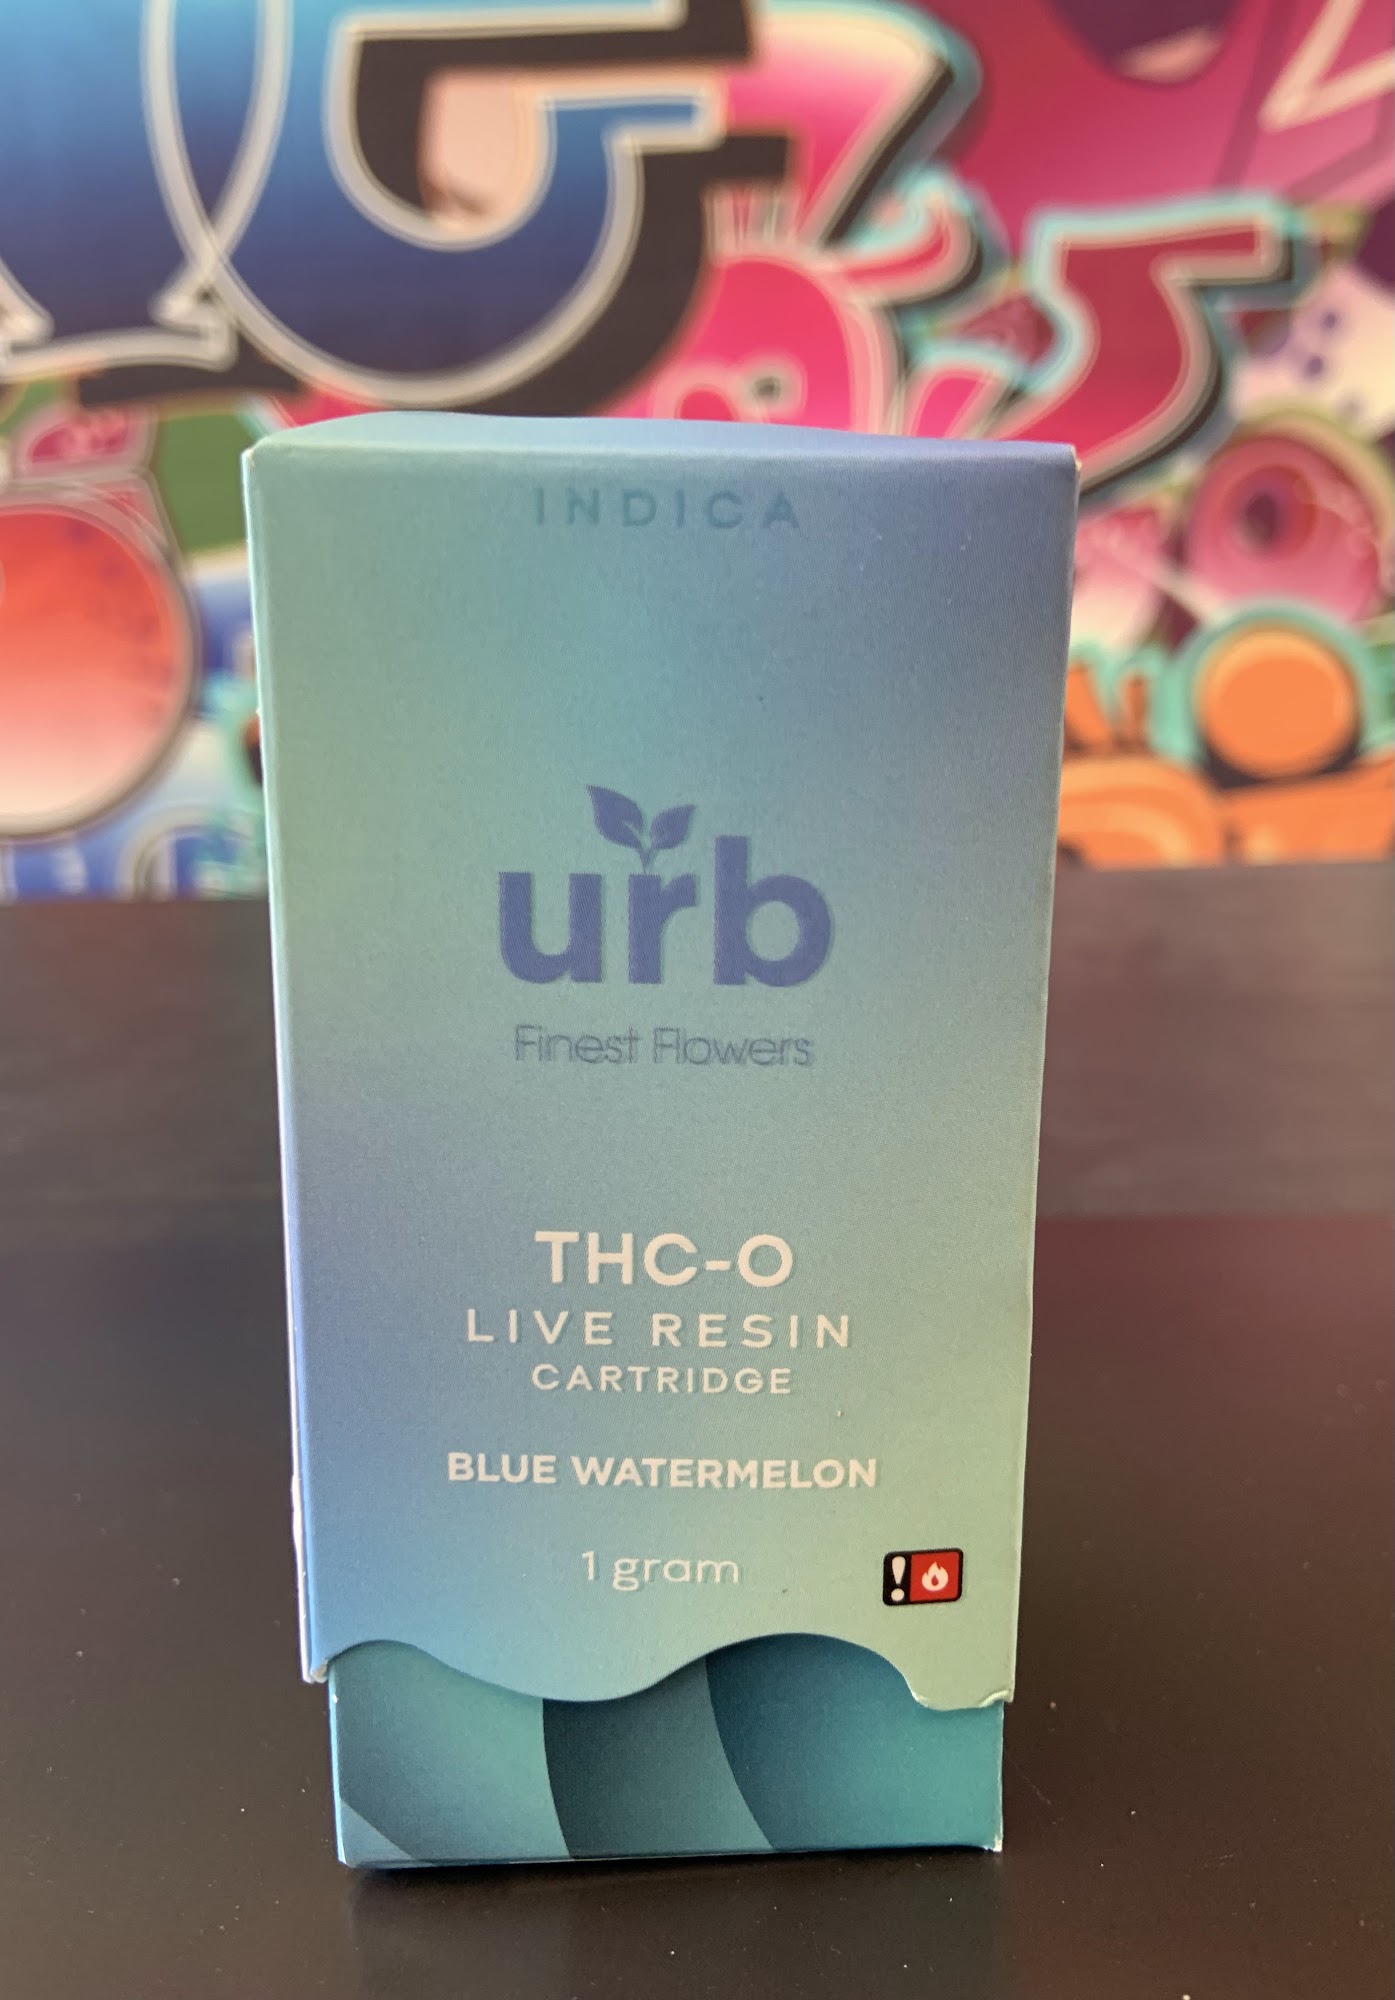 INDICA
urb
Finest Flowers
THC-O
LIVE RESIN
CARTRIDGE
BLUE WATERMELON
1 gram
!